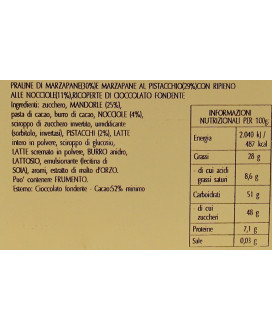 PRALINE DI MARZAPANE(30%)E MARZAPANE AL PISTACCHIO(29%)CON RIPIENO
ALLE NOCCIOLE(11%),RICOPERTE DI CIOCCOLATO FONDENTE
Ingredienti: zucchero, MANDORLE (25%),
pasta di cacao, burro di cacao, NOCCIOLE (4%),
sciroppo di zucchero invertito, umidificante
(sorbitolo, invertasi), PISTACCHI (2%), LATTE
intero in polvere, sciroppo di glucosio,
LATTE scremato in polvere, BURRO anidro,
LATTOSIO, emulsionante (lecitina di
SOIA), aromi, estratto di malto d'ORZO.
Puo' contenere FRUMENTO.
Esterno: Cioccolato fondente - Cacao:52% minimo
INFORMAZIONI
NUTRIZIONALI PER 100g
Energia 2.040 kJ /
487 kcal
Grassi 28 g
- di cui acidi
grassi saturi 8,6 g
Carboidrati 51 g
- di cui
zuccheri 48 g
Proteine 7,1 g
Sale 0,03 g